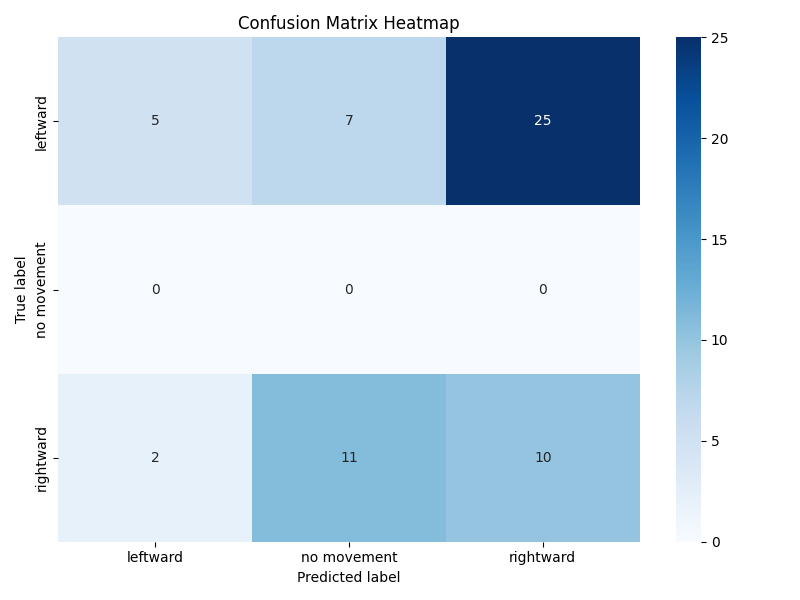 Confusion Matrix Heatmap
True label
leftward
no movement
rightward
5 7 25
0 0 0
2 11 10
leftward no movement rightward
Predicted label
25
20
15
10
5
0